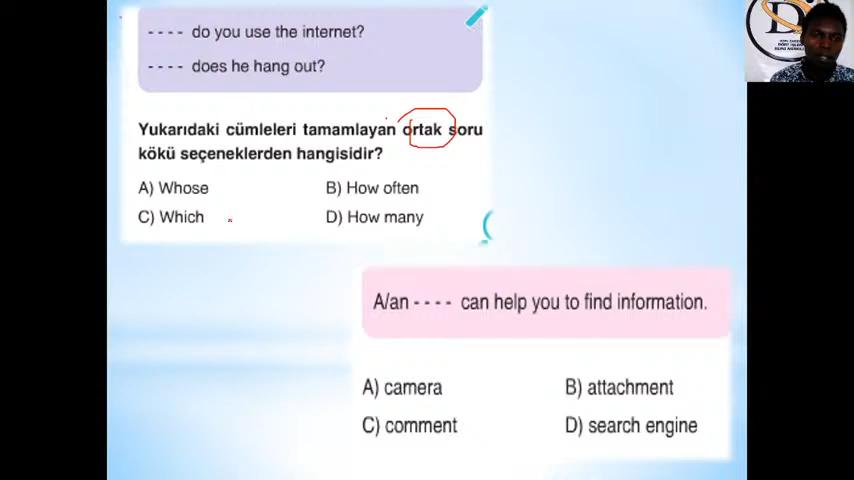 - - - - do you use the internet?
- - - - does he hang out?
Yukarıdaki cümleleri tamamlayan ortak soru
kökü seçeneklerden hangisidir?
A) Whose
B) How often
C) Which
D) How many
A/an - - - - can help you to find information.
A) camera
B) attachment
C) comment
D) search engine